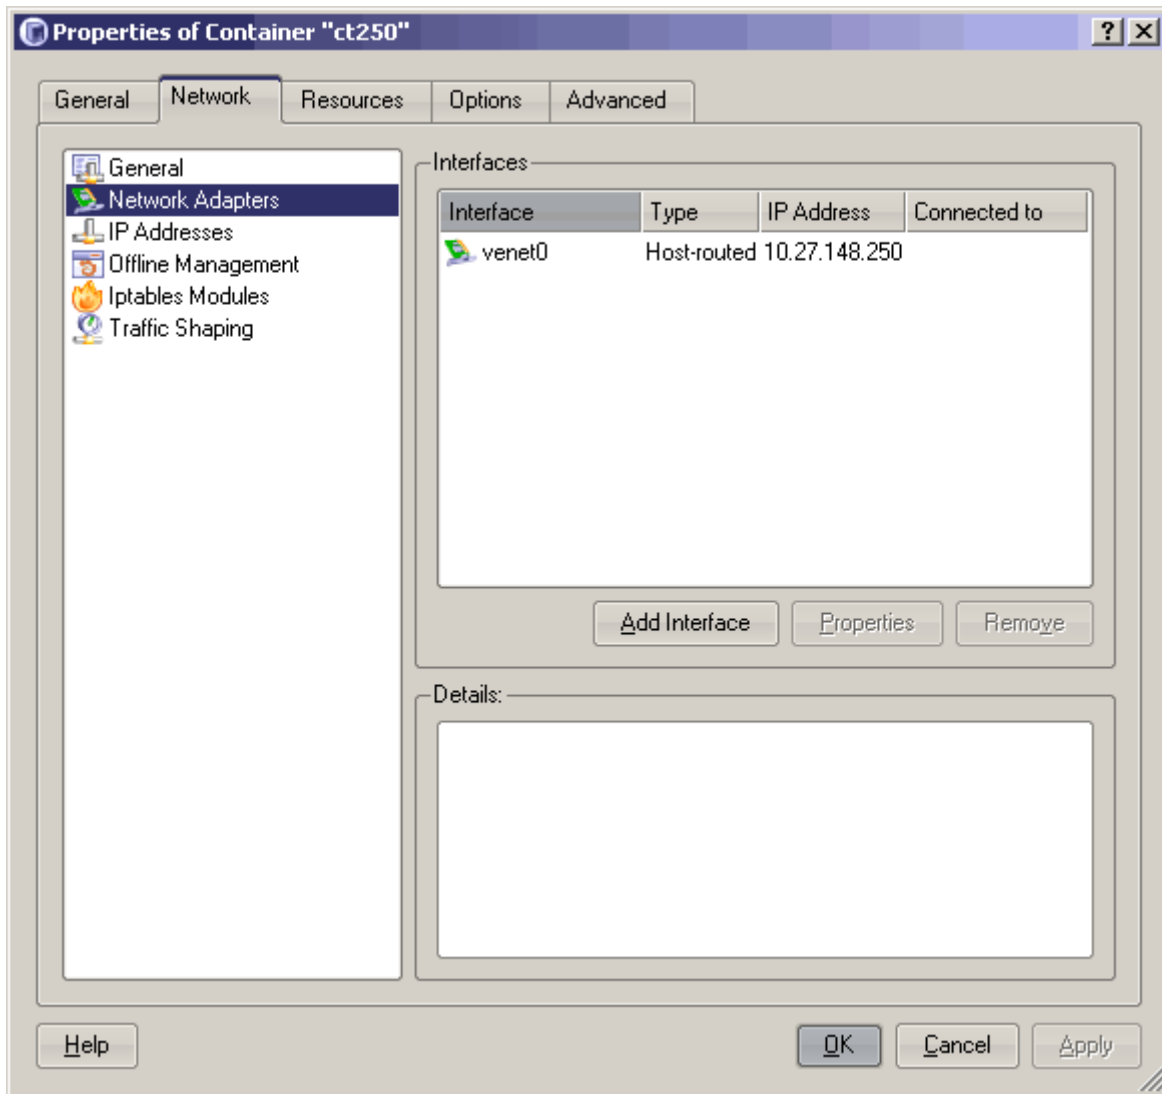 Properties of Container "ct250"
General Network Resources Options Advanced
General
Network Adapters
IP Addresses
Offline Management
Iptables Modules
Traffic Shaping
Interfaces
Interface Type IP Address Connected to
venet0 Host-routed 10.27.148.250
Add Interface Properties Remove
Details:
Help OK Cancel Apply